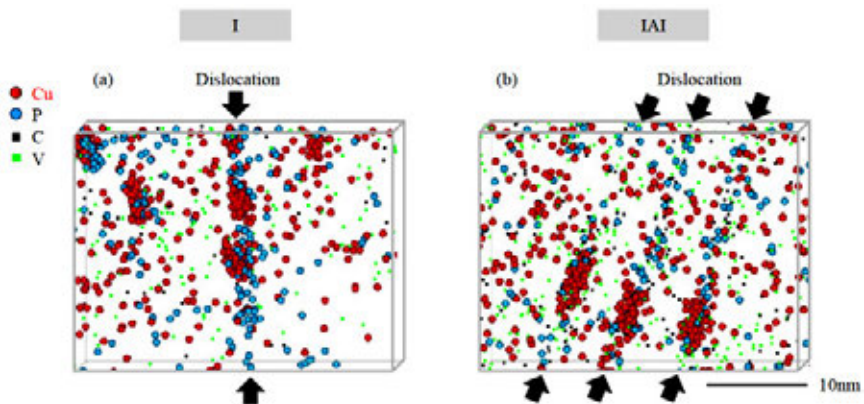 I
IAI
(a)
Dislocation
(b)
Dislocation
Cu
P
C
V
10nm